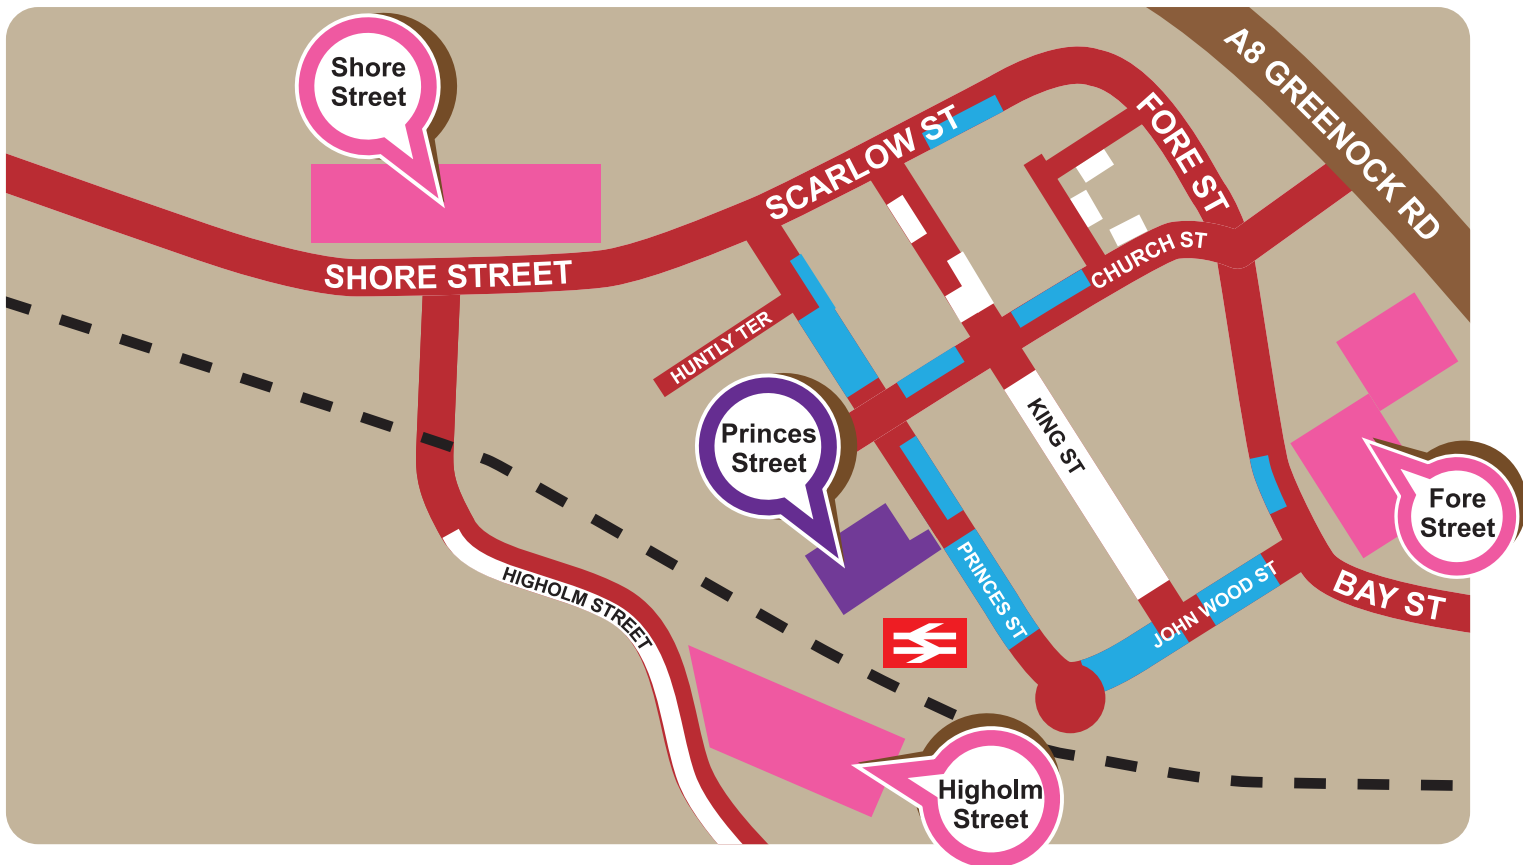 Shore
Street
A8 GREENOCK RD
SCARLOW ST
FORE ST
SHORE STREET
CHURCH ST
HUNTLY TER
Princes
Street
KING ST
Fore
Street
PRINCES ST
JOHN WOOD ST
BAY ST
HIGHOLM STREET
Higholm
Street